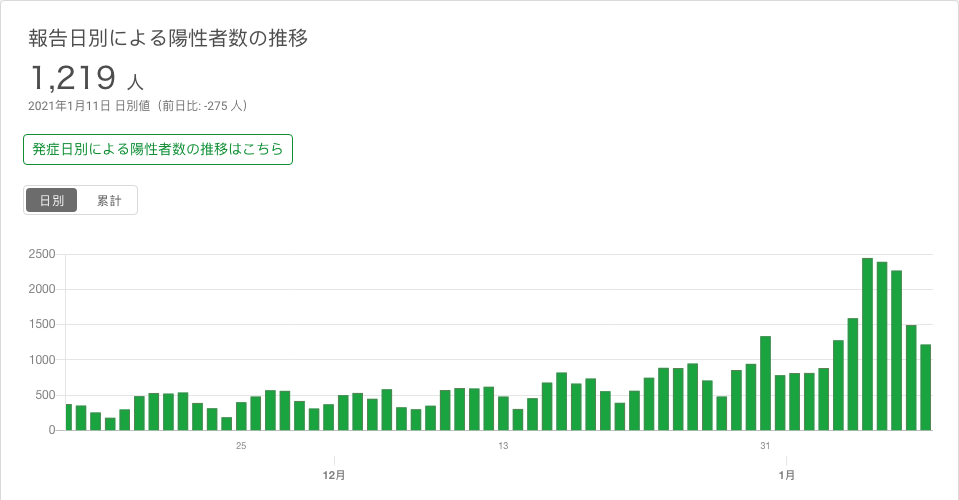 報告日別による陽性者数の推移
1,219 人
2021年1月11日 日別値（前日比: -275 人）
発症日別による陽性者数の推移はこちら
日別 累計
2500
2000
1500
1000
500
0
25 13 31
12月 1月